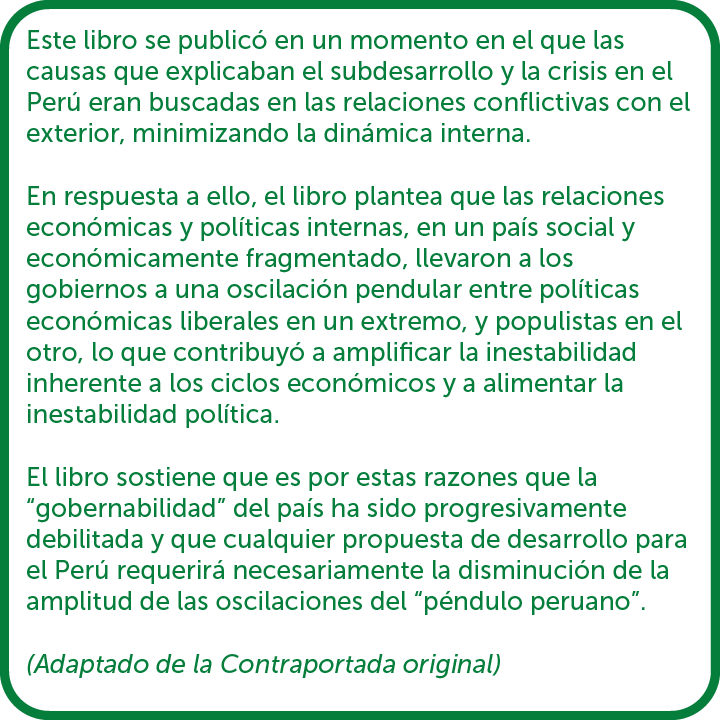 Este libro se publicó en un momento en el que las
causas que explicaban el subdesarrollo y la crisis en el
Perú eran buscadas en las relaciones conflictivas con el
exterior, minimizando la dinámica interna.
En respuesta a ello, el libro plantea que las relaciones
económicas y políticas internas, en un país social y
económicamente fragmentado, llevaron a los
gobiernos a una oscilación pendular entre políticas
económicas liberales en un extremo, y populistas en el
otro, lo que contribuyó a amplificar la inestabilidad
inherente a los ciclos económicos y a alimentar la
inestabilidad política.
El libro sostiene que es por estas razones que la
“gobernabilidad” del país ha sido progresivamente
debilitada y que cualquier propuesta de desarrollo para
el Perú requerirá necesariamente la disminución de la
amplitud de las oscilaciones del “péndulo peruano”.
(Adaptado de la Contraportada original)